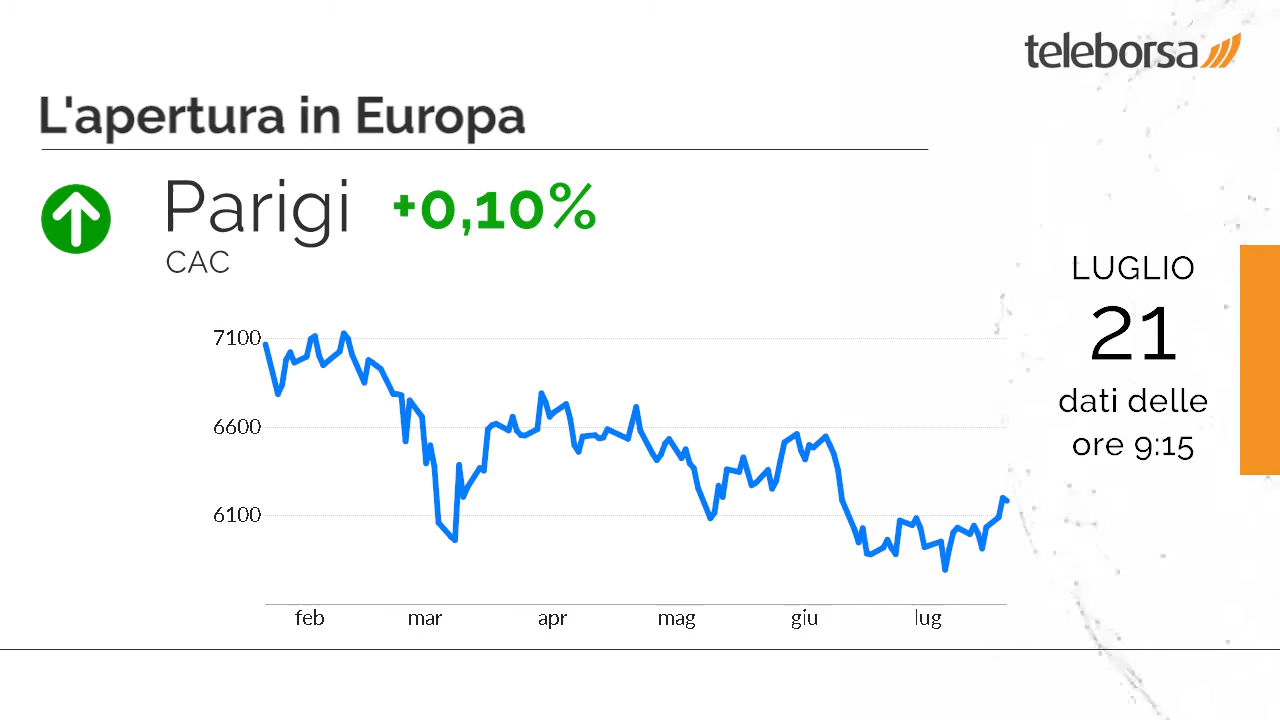 teleborsa
L'apertura in Europa
Parigi +0,10%
CAC
LUGLIO
21
dati delle
ore 9:15
7100
6600
6100
feb mar apr mag giu lug